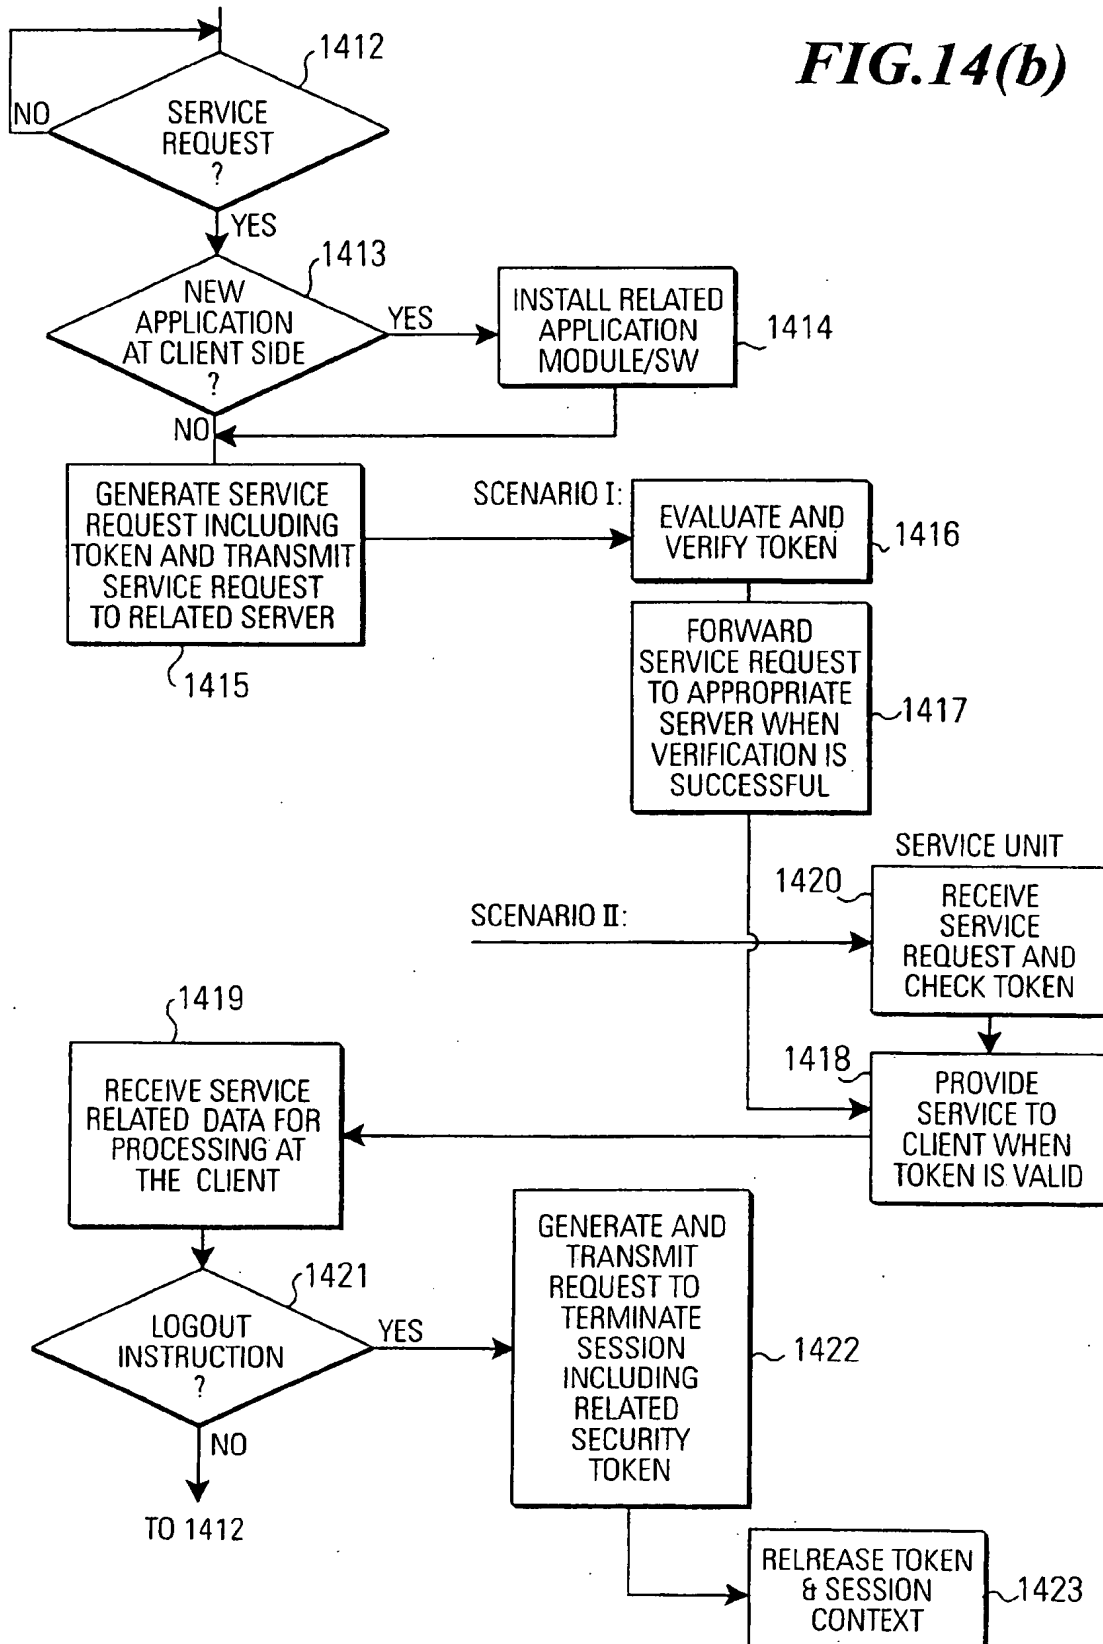 FIG.14(b)
1412
NO
SERVICE
REQUEST
?
YES
1413
NEW
APPLICATION
AT CLIENT SIDE
?
YES
INSTALL RELATED
APPLICATION
MODULE/SW
1414
NO
GENERATE SERVICE
REQUEST INCLUDING
TOKEN AND TRANSMIT
SERVICE REQUEST
TO RELATED SERVER
1415
SCENARIO I:
EVALUATE AND
VERIFY TOKEN
1416
FORWARD
SERVICE REQUEST
TO APPROPRIATE
SERVER WHEN
VERIFICATION IS
SUCCESSFUL
1417
SERVICE UNIT
1420
SCENARIO II:
RECEIVE
SERVICE
REQUEST AND
CHECK TOKEN
1418
PROVIDE
SERVICE TO
CLIENT WHEN
TOKEN IS VALID
1419
RECEIVE SERVICE
RELATED DATA FOR
PROCESSING AT
THE CLIENT
1421
LOGOUT
INSTRUCTION
?
YES
NO
TO 1412
GENERATE AND
TRANSMIT
REQUEST TO
TERMINATE
SESSION
INCLUDING
RELATED
SECURITY
TOKEN
1422
RELREASE TOKEN
& SESSION
CONTEXT
1423